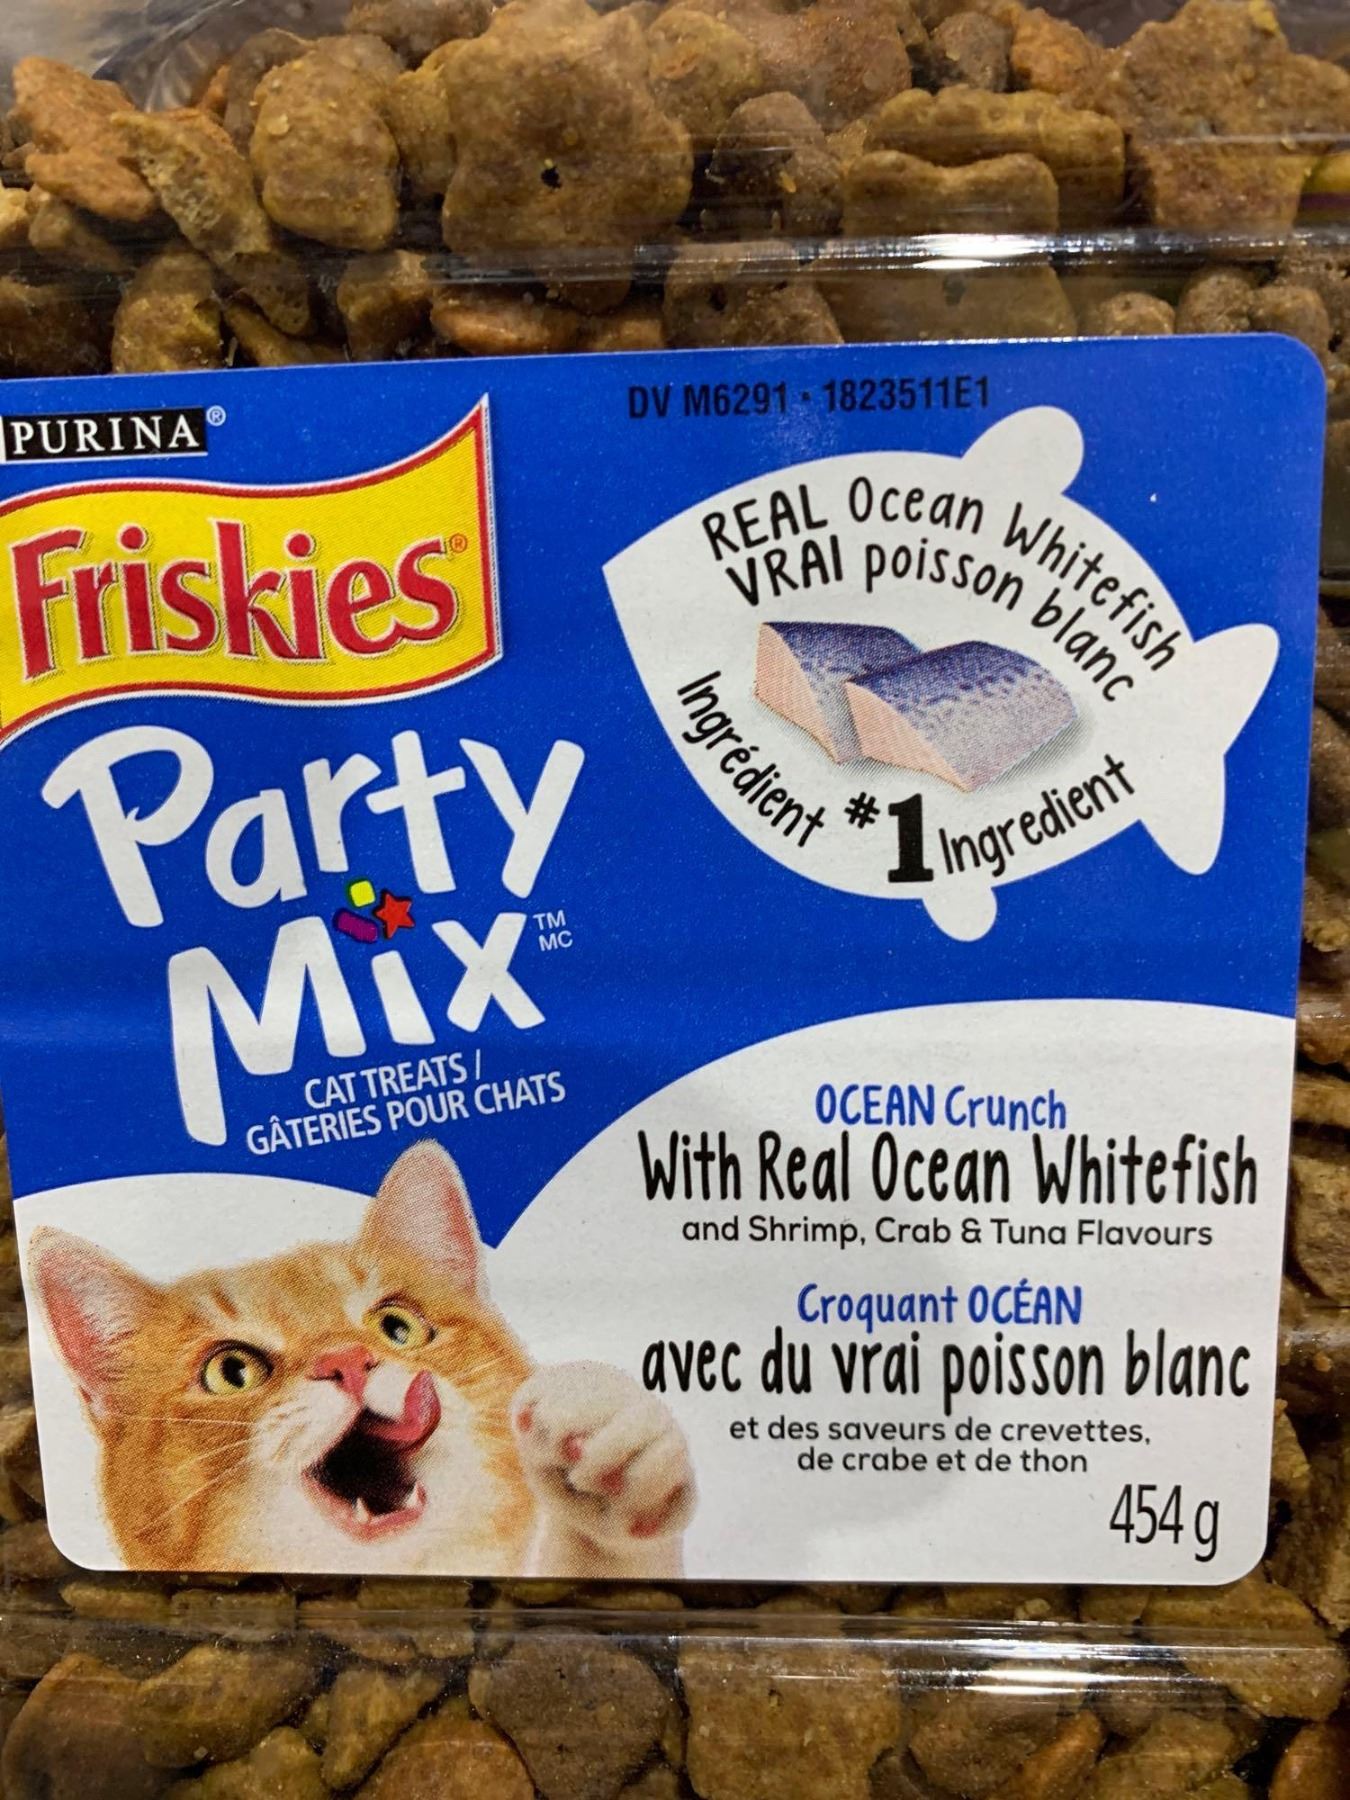 DV M6291 • 1823511E1
PURINA®
Friskies®
Party
Mix™
MC
CAT TREATS /
GÂTERIES POUR CHATS
REAL Ocean Whitefish
VRAI poisson blanc
Ingrédient #1 Ingredient
OCEAN Crunch
With Real Ocean Whitefish
and Shrimp, Crab & Tuna Flavours
Croquant OCÉAN
avec du vrai poisson blanc
et des saveurs de crevettes,
de crabe et de thon
454 g